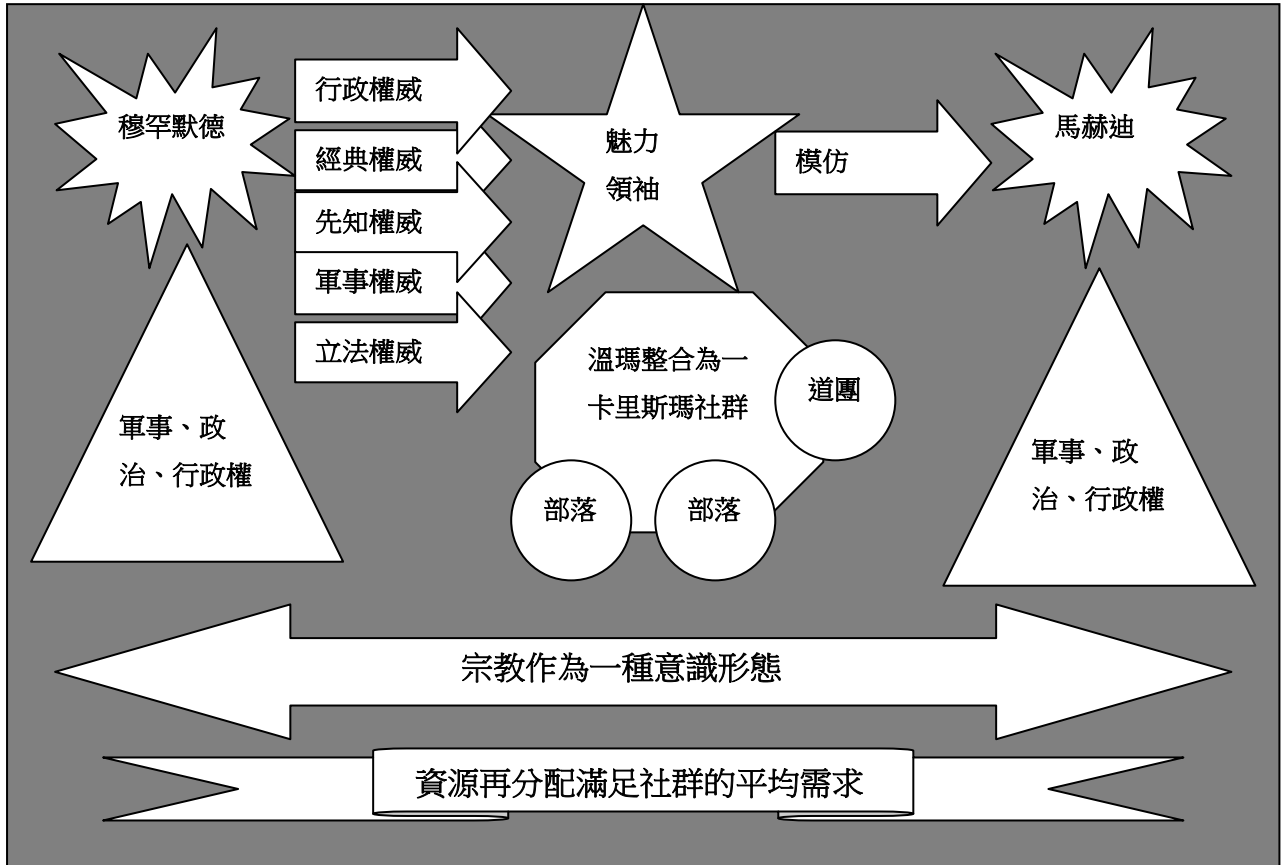 穆罕默德
行政權威
經典權威
先知權威
軍事權威
立法權威
魅力
領袖
模仿
馬赫迪
軍事、政
治、行政權
溫瑪整合為一
卡里斯瑪社群
道團
部落
部落
軍事、政
治、行政權
宗教作為一種意識形態
資源再分配滿足社群的平均需求